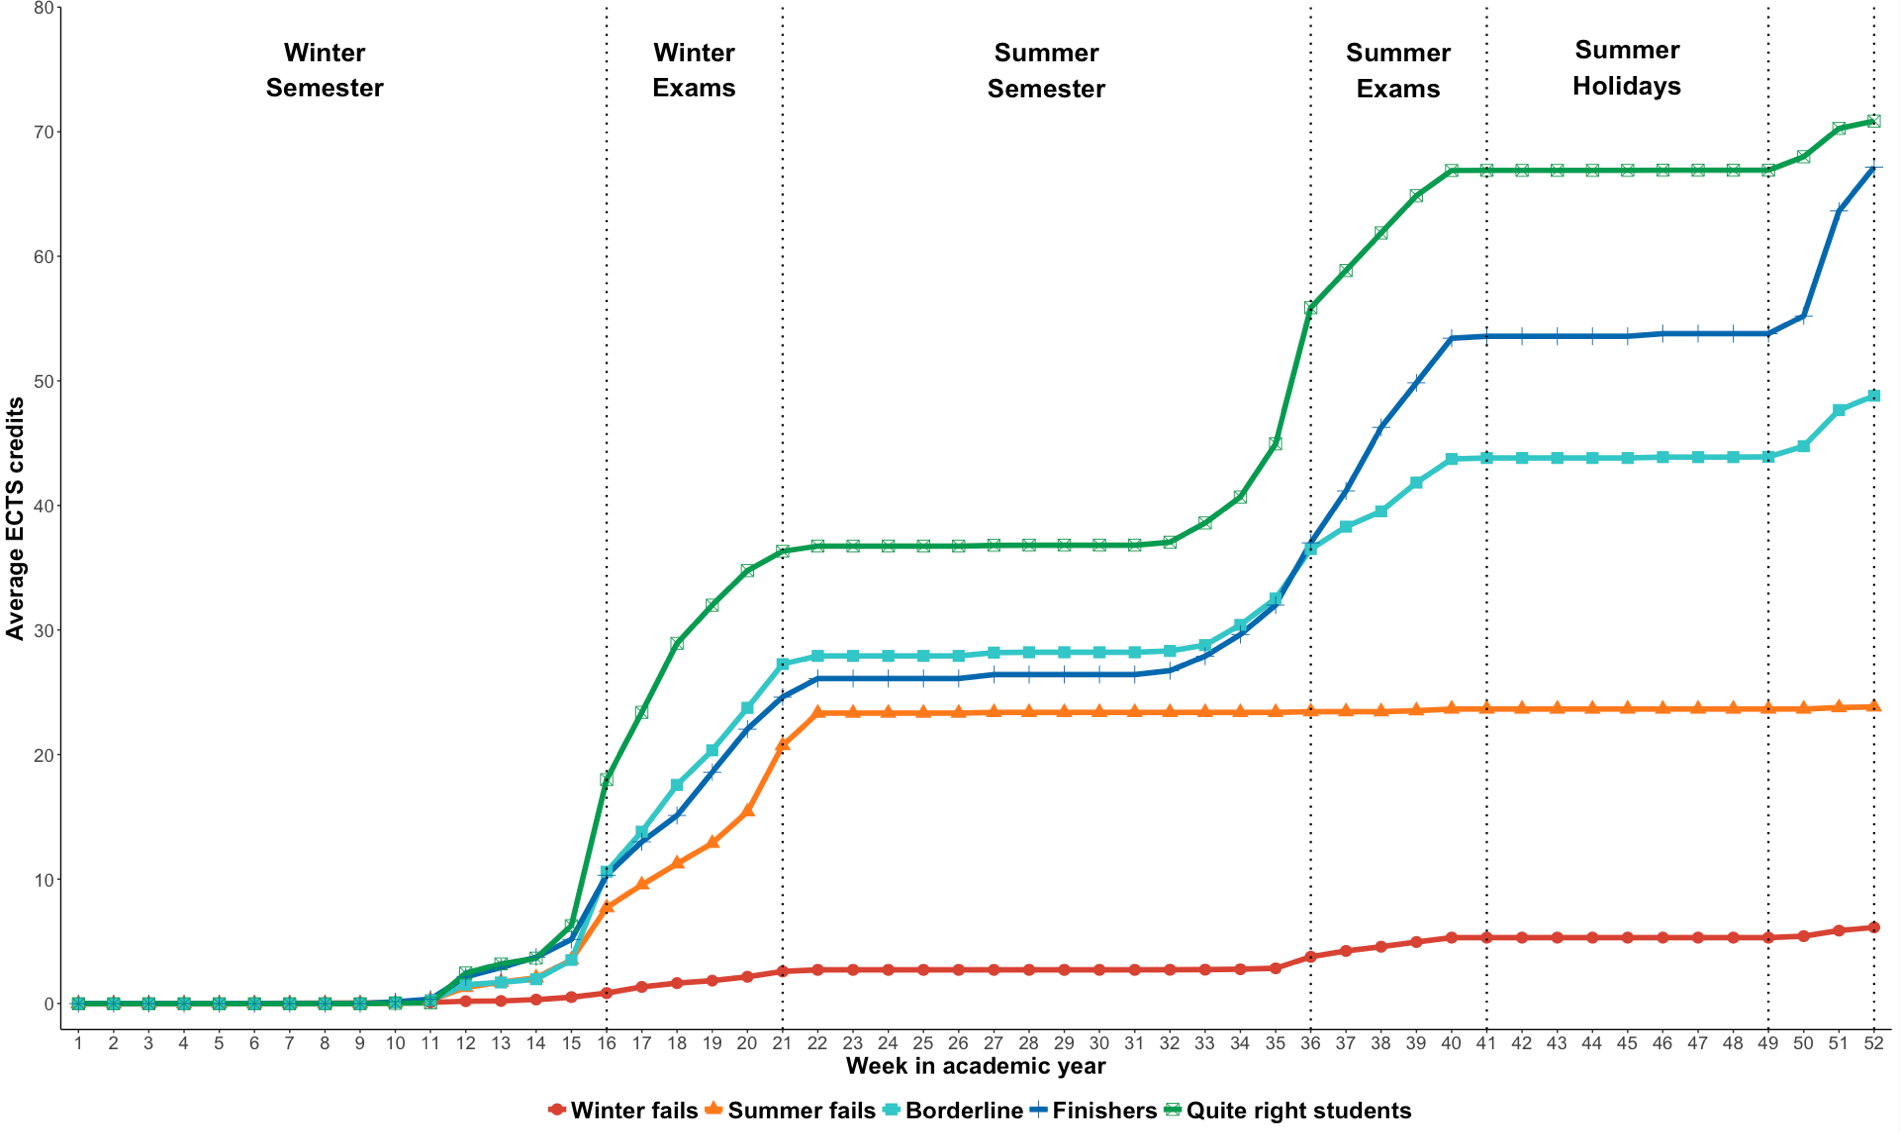 80
70
60
50
40
30
20
10
0
Average ECTS credits
Winter
Semester
Winter
Exams
Summer
Semester
Summer
Exams
Summer
Holidays
1 2 3 4 5 6 7 8 9 10 11 12 13 14 15 16 17 18 19 20 21 22 23 24 25 26 27 28 29 30 31 32 33 34 35 36 37 38 39 40 41 42 43 44 45 46 47 48 49 50 51 52
Week in academic year
Winter fails Summer fails Borderline Finishers Quite right students